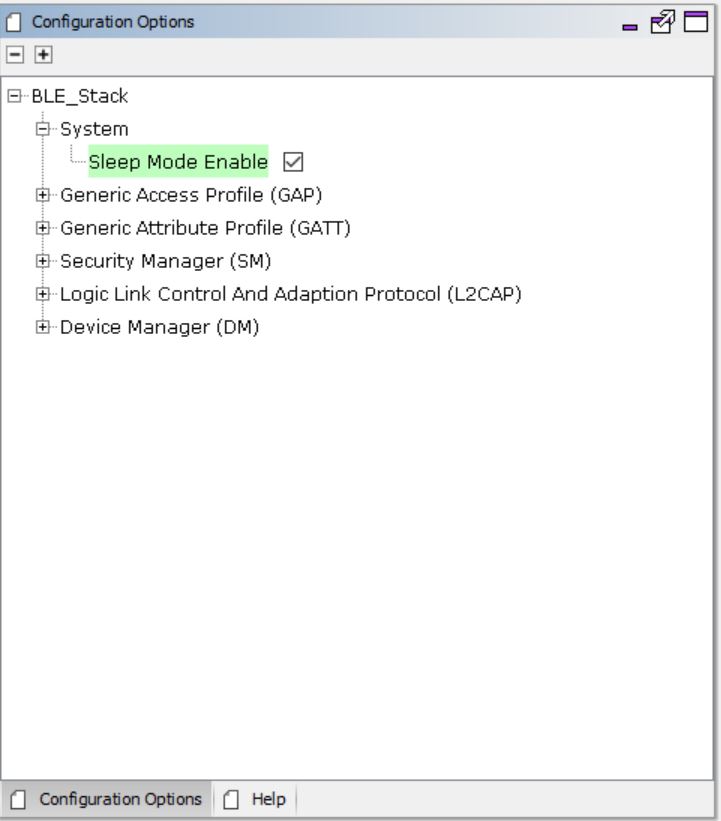 Configuration Options
BLE_Stack
System
Sleep Mode Enable
Generic Access Profile (GAP)
Generic Attribute Profile (GATT)
Security Manager (SM)
Logic Link Control And Adaption Protocol (L2CAP)
Device Manager (DM)
Configuration Options Help